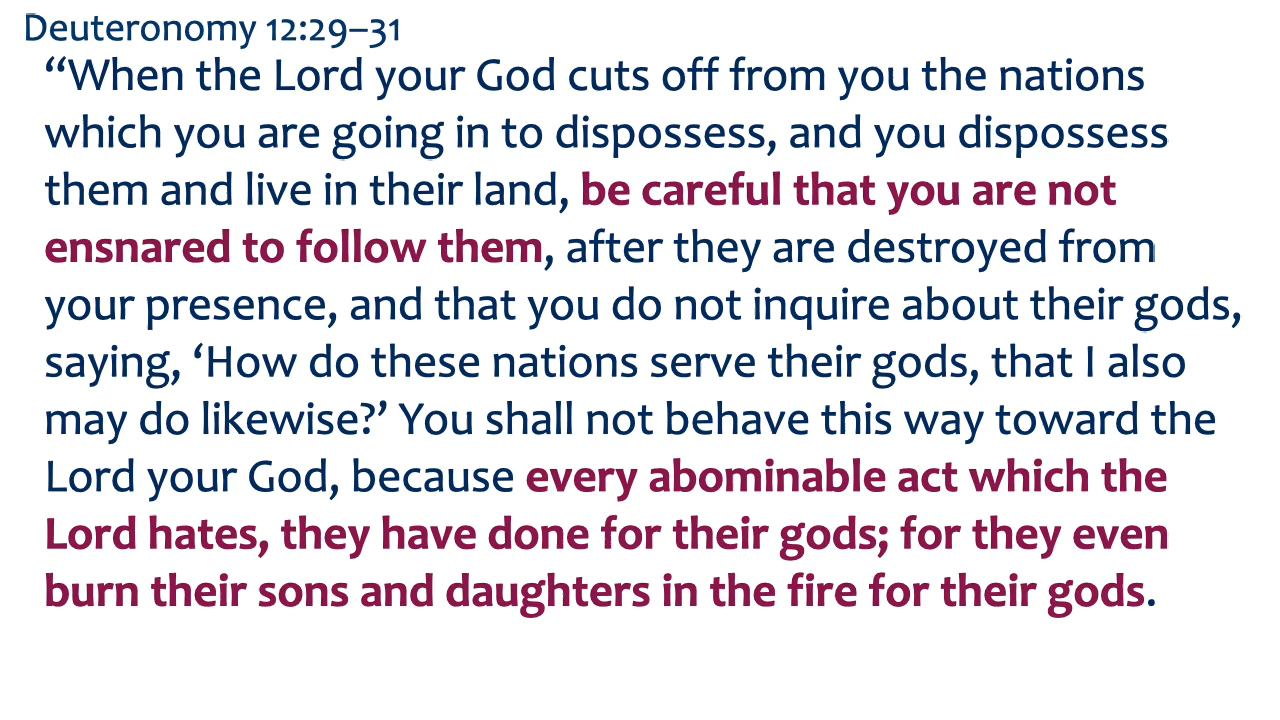 Deuteronomy 12:29–31
“When the Lord your God cuts off from you the nations
which you are going in to dispossess, and you dispossess
them and live in their land, be careful that you are not
ensnared to follow them, after they are destroyed from
your presence, and that you do not inquire about their gods,
saying, ‘How do these nations serve their gods, that I also
may do likewise?’ You shall not behave this way toward the
Lord your God, because every abominable act which the
Lord hates, they have done for their gods; for they even
burn their sons and daughters in the fire for their gods.